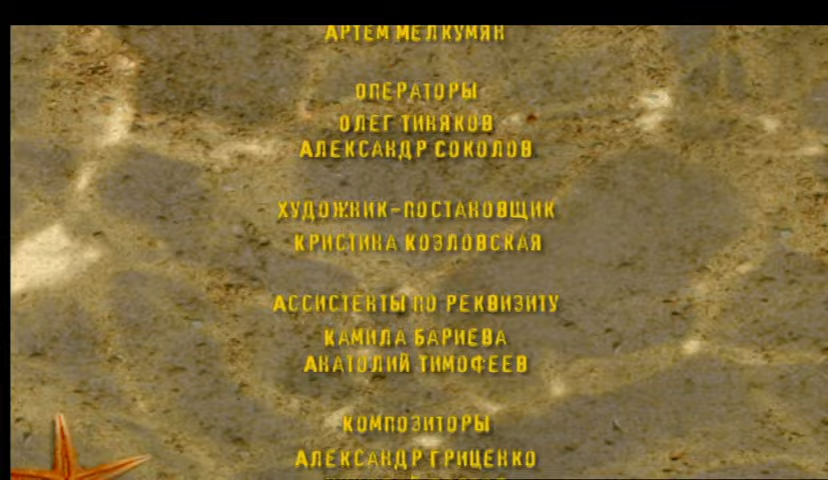 АРТЕМ МЕЛКУМЯН
ОПЕРАТОРЫ
ОЛЕГ ТИНЯКОВ
АЛЕКСАНДР СОКОЛОВ
ХУДОЖНИК-ПОСТАНОВЩИК
КРИСТИНА КОЗЛОВСКАЯ
АССИСТЕНТЫ ПО РЕКВИЗИТУ
КАМИЛА БАРИЕВА
АНАТОЛИЙ ТИМОФЕЕВ
КОМПОЗИТОРЫ
АЛЕКСАНДР ГРИЦЕНКО